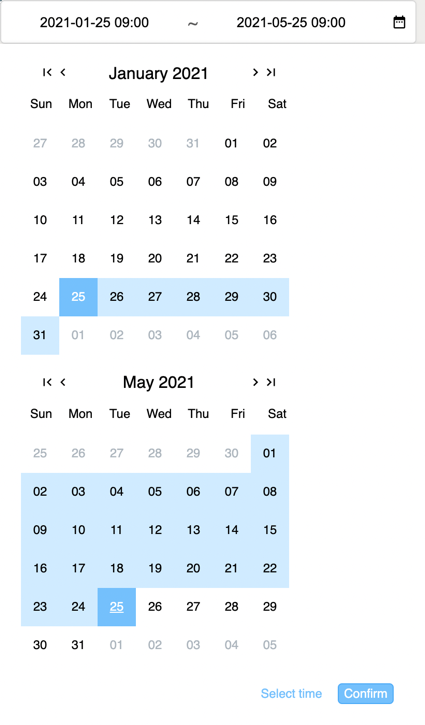 2021-01-25 09:00 ~ 2021-05-25 09:00
January 2021
Sun Mon Tue Wed Thu Fri Sat
27 28 29 30 31 01 02
03 04 05 06 07 08 09
10 11 12 13 14 15 16
17 18 19 20 21 22 23
24 25 26 27 28 29 30
31 01 02 03 04 05 06
May 2021
Sun Mon Tue Wed Thu Fri Sat
25 26 27 28 29 30 01
02 03 04 05 06 07 08
09 10 11 12 13 14 15
16 17 18 19 20 21 22
23 24 25 26 27 28 29
30 31 01 02 03 04 05
Select time Confirm